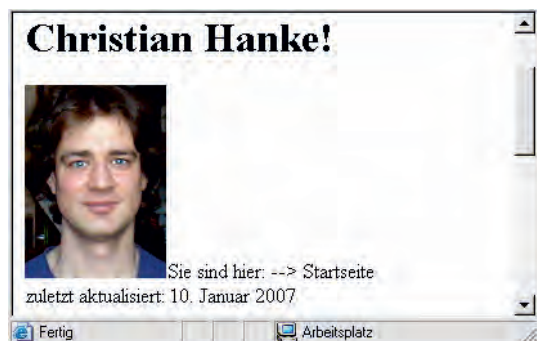 Christian Hanke!
Sie sind hier: --> Startseite
zuletzt aktualisiert: 10. Januar 2007
Fertig
Arbeitsplatz